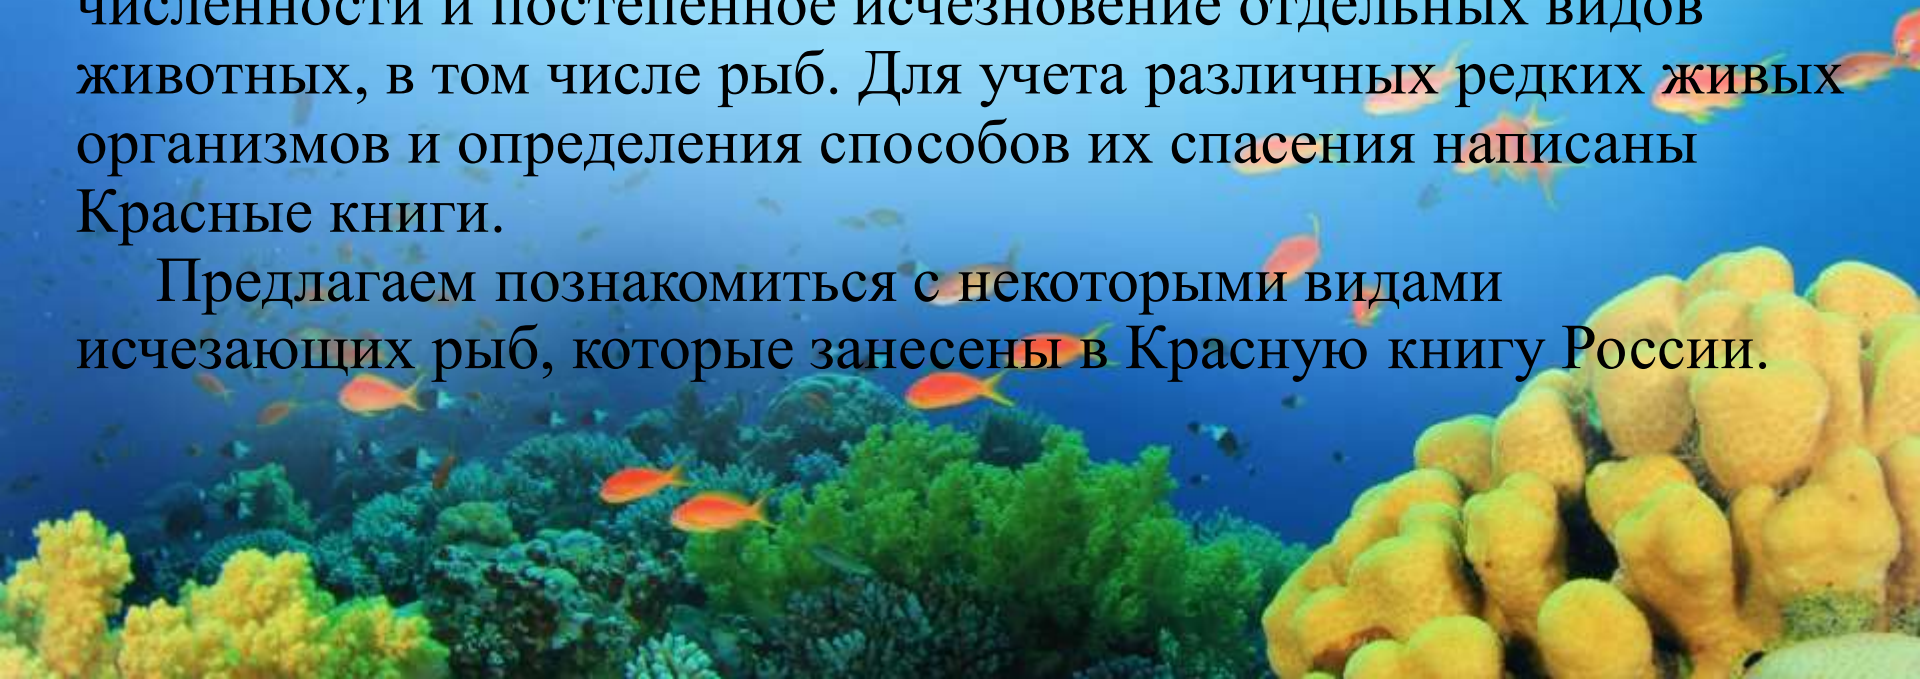 численности и постепенное исчезновение отдельных видов
животных, в том числе рыб. Для учета различных редких живых
организмов и определения способов их спасения написаны
Красные книги.
Предлагаем познакомиться с некоторыми видами
исчезающих рыб, которые занесены в Красную книгу России.